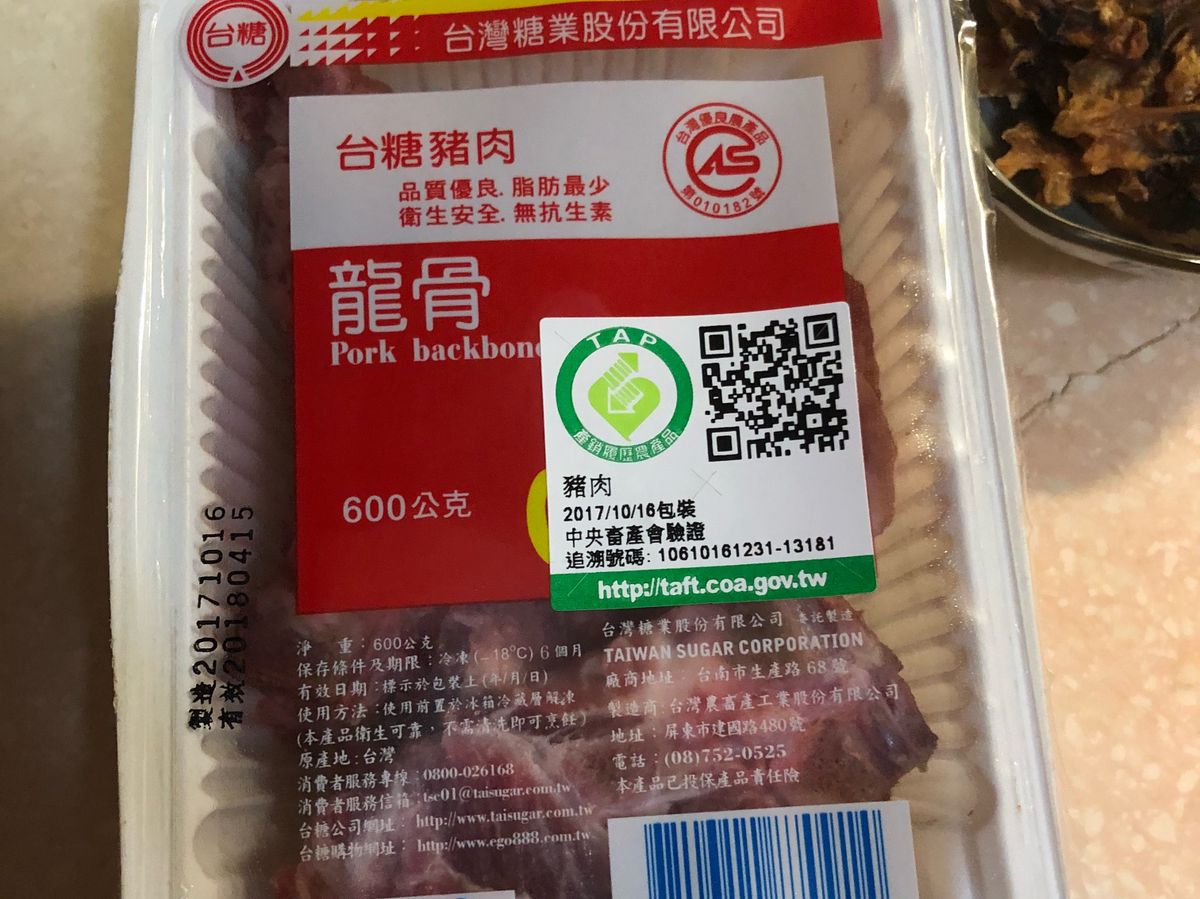 台糖
台灣糖業股份有限公司
台糖豬肉
品質優良. 脂肪最少
衛生安全. 無抗生素
台灣優良農產品
CAS
第010182號
龍骨
Pork backbon
600公克
TAP
產銷履歷農產品
豬肉
2017/10/16包裝
中央畜產會驗證
追溯號碼: 10610161231-13181
http://taft.coa.gov.tw
製造20171016
有效20180415
淨 重：600公克
保存條件及期限：冷凍(-18°C) 6個月
有效日期：標示於包裝上(年/月/日)
使用方法：使用前置於冰箱冷藏層解凍
(本產品衛生可靠，不需清洗即可烹飪)
原產地：台灣
消費者服務專線：0800-026168
消費者服務信箱：tsc01@taisugar.com.tw
台糖公司網址：http://www.taisugar.com.tw
台糖購物網址：http://www.ego888.com.tw
台灣糖業股份有限公司 委託製造
TAIWAN SUGAR CORPORATION
廠商地址：台南市生產路 68 號
製造商：台灣農畜產工業股份有限公司
地址：屏東市建國路480號
電話：(08)752-0525
本產品已投保產品責任險